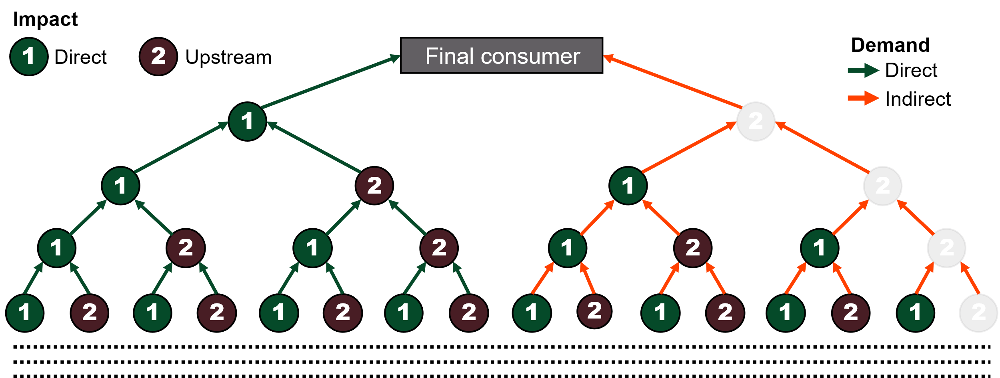 Impact
1 Direct 2 Upstream
Final consumer
Demand
Direct
Indirect
1 2
1 2 1 2
1 2 1 2 1 2 1 2
1 2 1 2 1 2 1 2 1 2 1 2 1 2 1 2